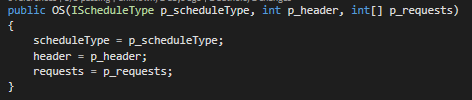 public OS(IScheduleType p_scheduleType, int p_header, int[] p_requests)
{
    scheduleType = p_scheduleType;
    header = p_header;
    requests = p_requests;
}